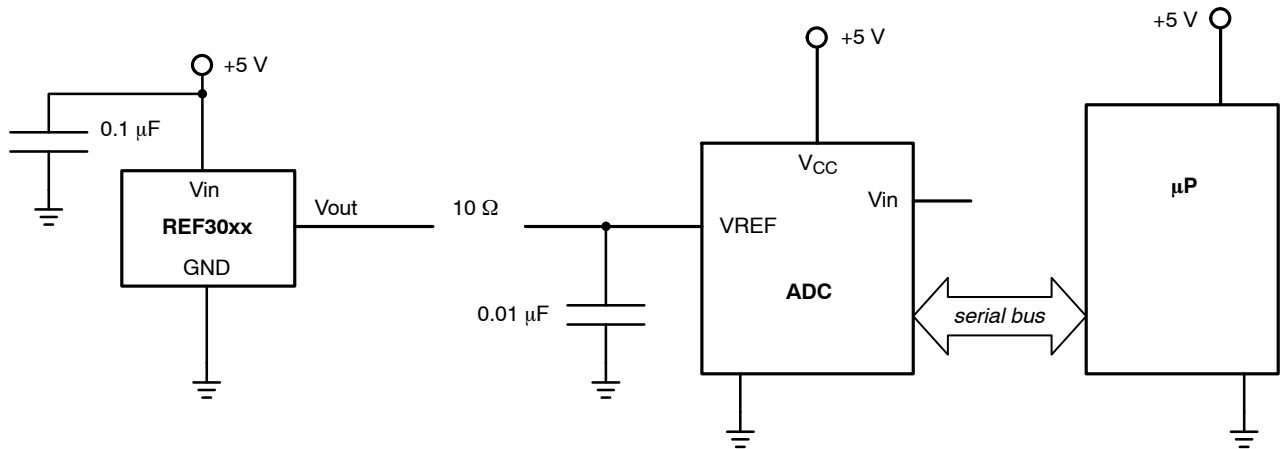 +5 V
0.1 μF
Vin
REF30xx
GND
Vout
10 Ω
0.01 μF
+5 V
VCC
Vin
VREF
ADC
serial bus
+5 V
μP